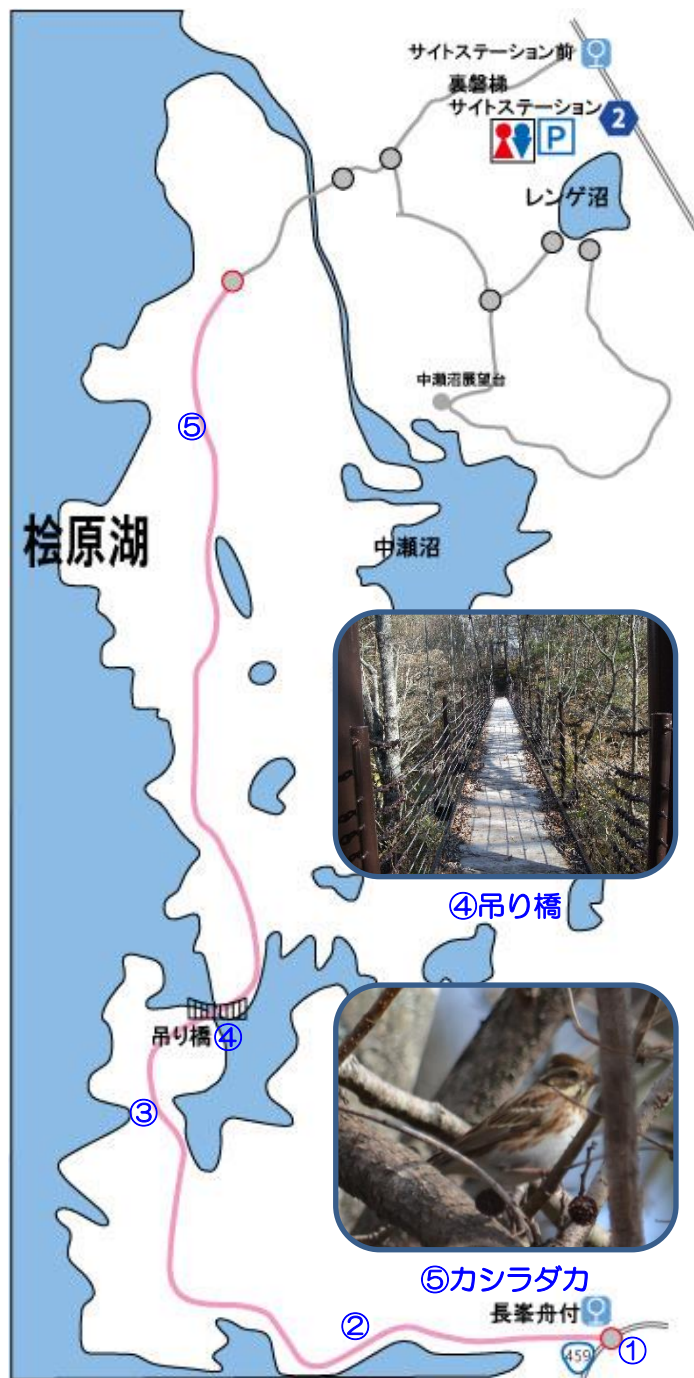 サイトステーション前
裏磐梯
サイトステーション
2
P
レンゲ沼
中瀬沼展望台
⑤
桧原湖
中瀬沼
④吊り橋
吊り橋④
③
⑤カシラダカ
長峯舟付
②
①
459